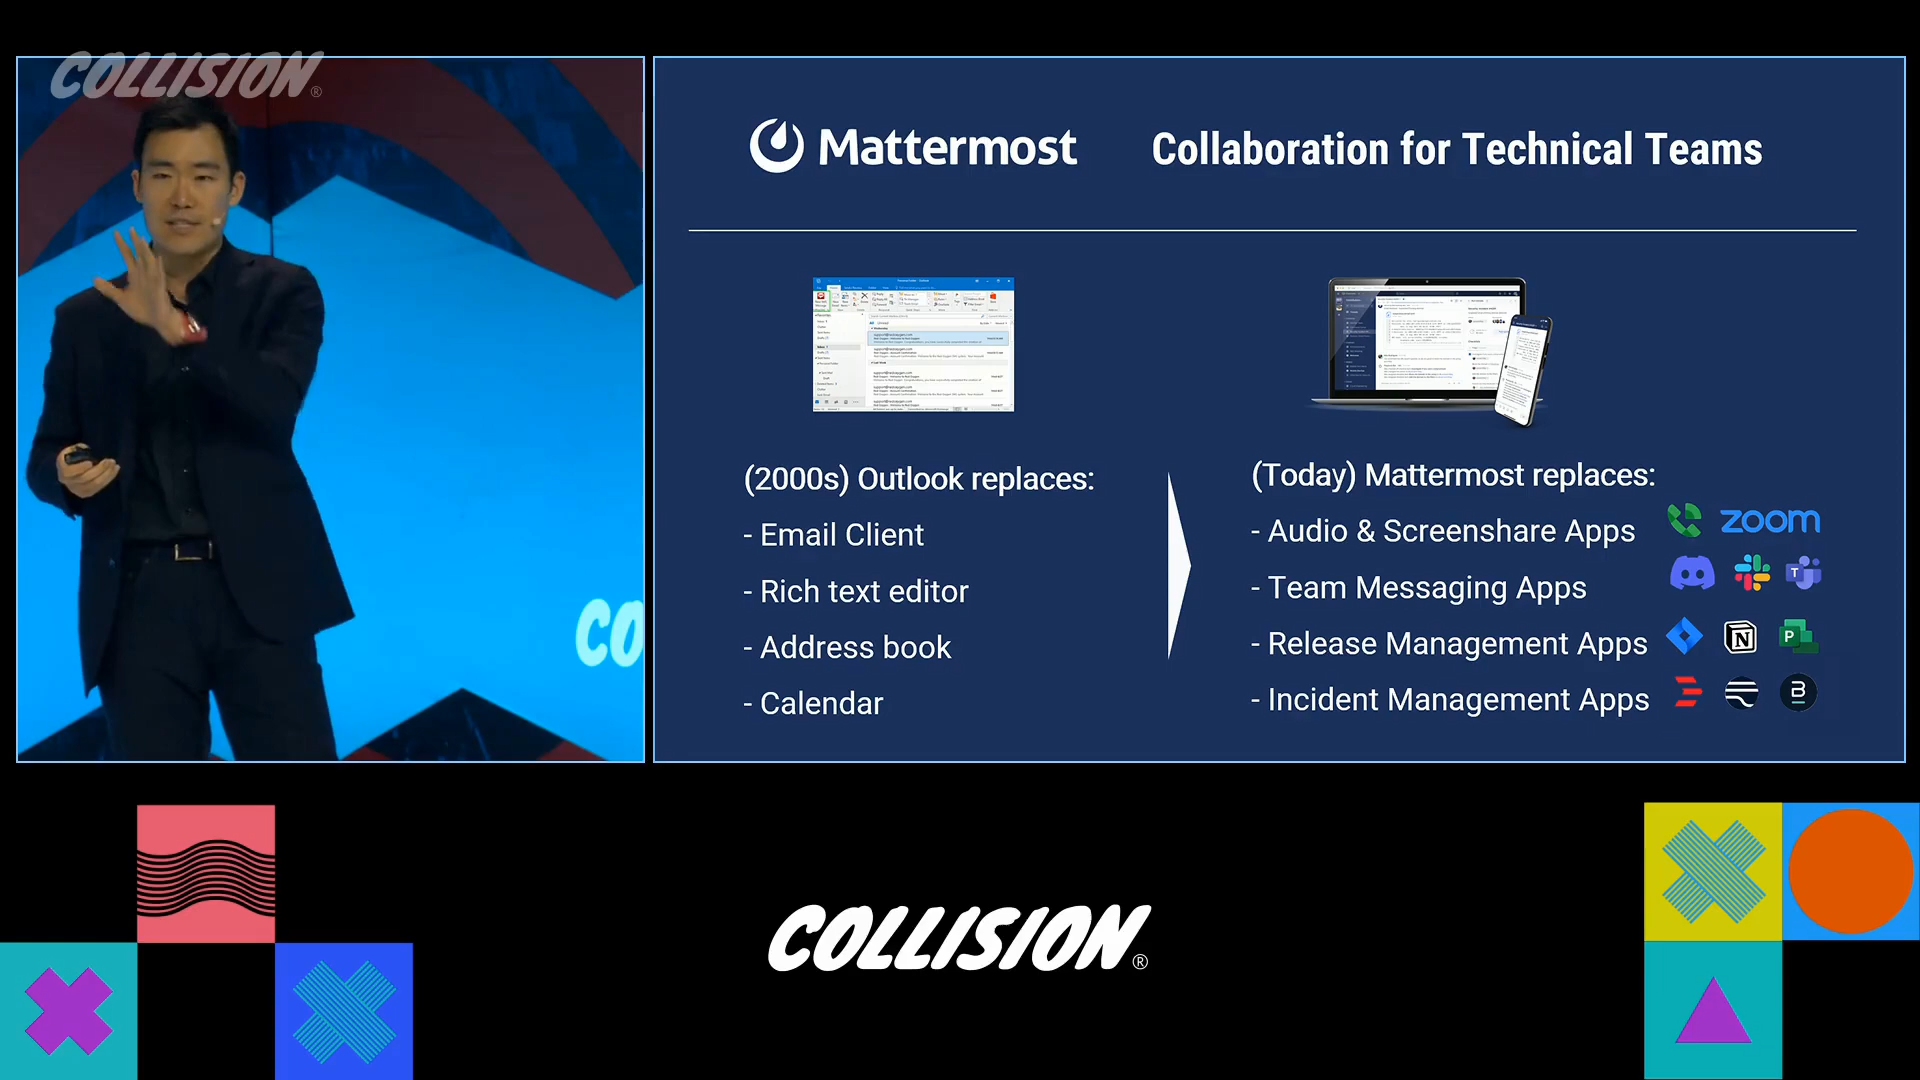 COLLISION®
Mattermost
Collaboration for Technical Teams
(2000s) Outlook replaces:
- Email Client
- Rich text editor
- Address book
- Calendar
(Today) Mattermost replaces:
- Audio & Screenshare Apps
zoom
- Team Messaging Apps
T
- Release Management Apps
N
P
- Incident Management Apps
B
CO
COLLISION®